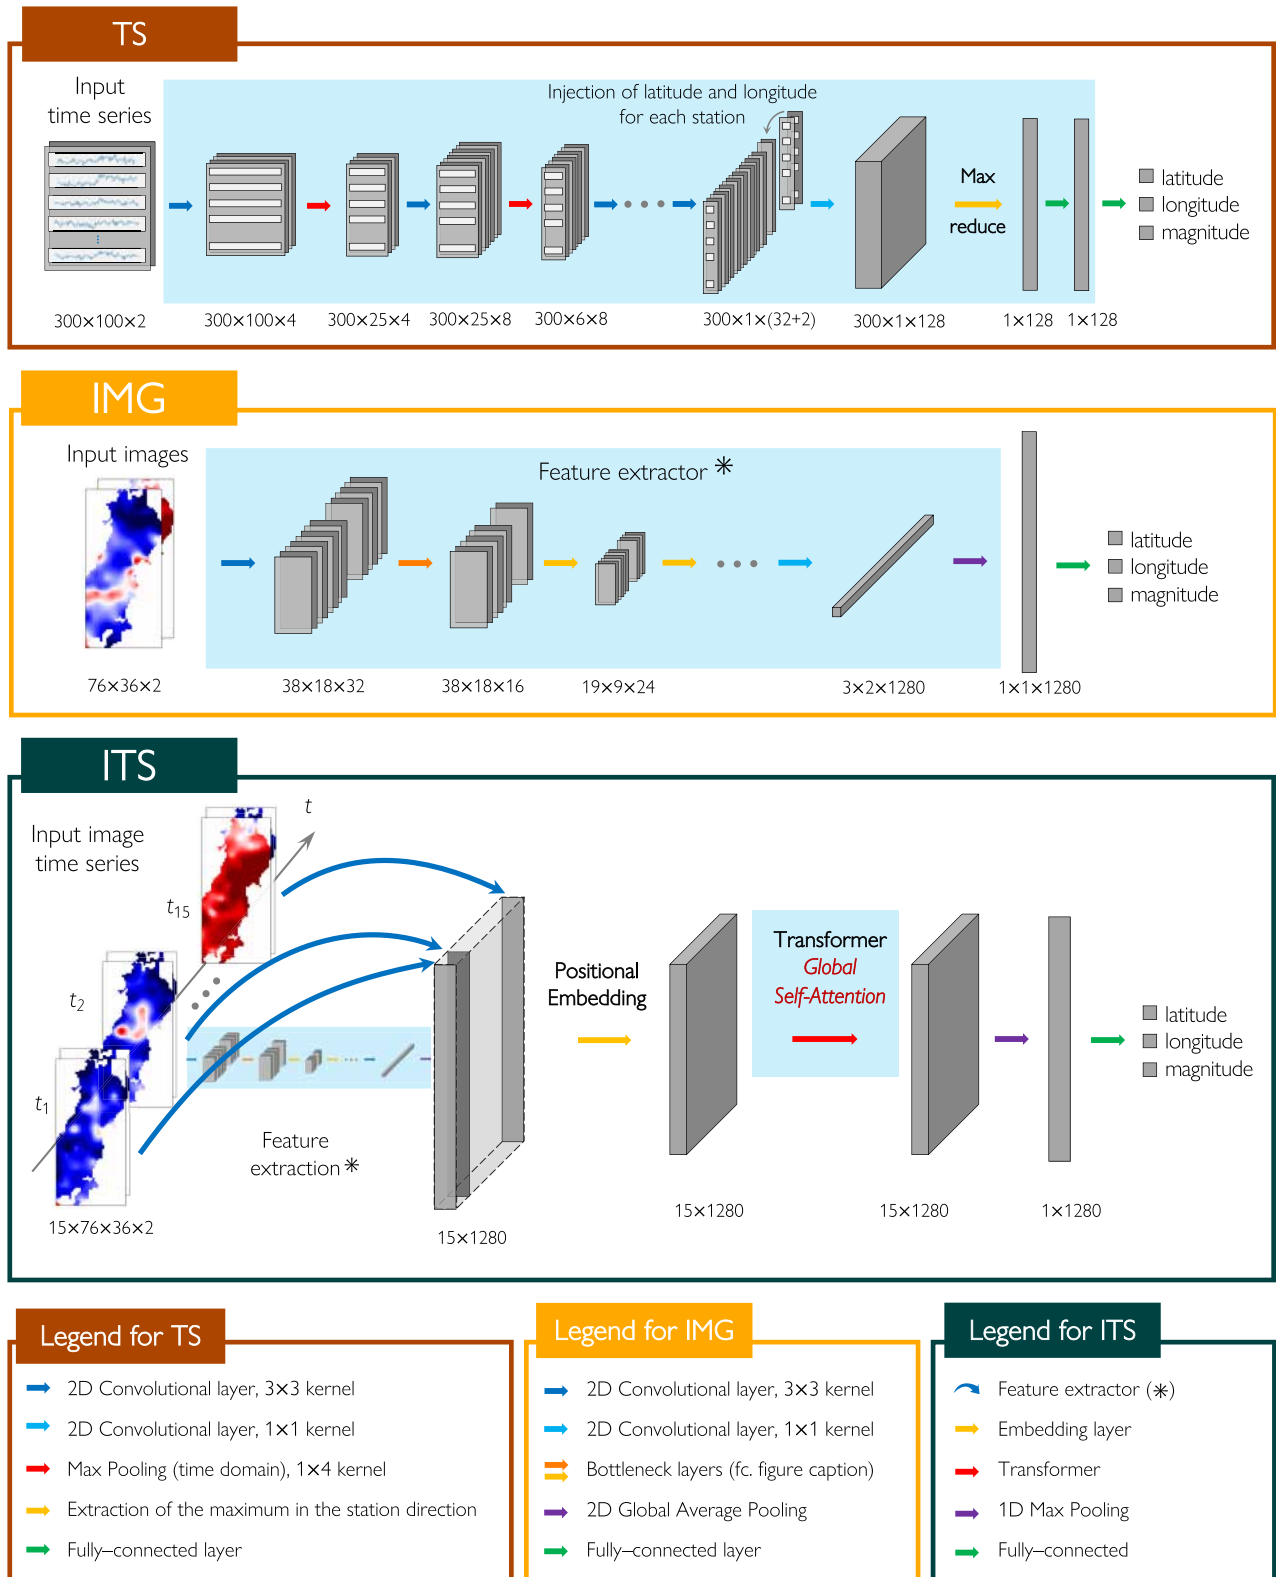 TS
Input
time series
Injection of latitude and longitude
for each station
Max
reduce
latitude
longitude
magnitude
300×100×2
300×100×4
300×25×4
300×25×8
300×6×8
300×1×(32+2)
300×1×128
1×128
1×128
IMG
Input images
Feature extractor *
latitude
longitude
magnitude
76×36×2
38×18×32
38×18×16
19×9×24
3×2×1280
1×1×1280
ITS
Input image
time series
t
t15
t2
t1
Feature
extraction *
Positional
Embedding
Transformer
Global
Self-Attention
latitude
longitude
magnitude
15×76×36×2
15×1280
15×1280
15×1280
1×1280
Legend for TS
2D Convolutional layer, 3×3 kernel
2D Convolutional layer, 1×1 kernel
Max Pooling (time domain), 1×4 kernel
Extraction of the maximum in the station direction
Fully–connected layer
Legend for IMG
2D Convolutional layer, 3×3 kernel
2D Convolutional layer, 1×1 kernel
Bottleneck layers (fc. figure caption)
2D Global Average Pooling
Fully–connected layer
Legend for ITS
Feature extractor (*)
Embedding layer
Transformer
1D Max Pooling
Fully–connected